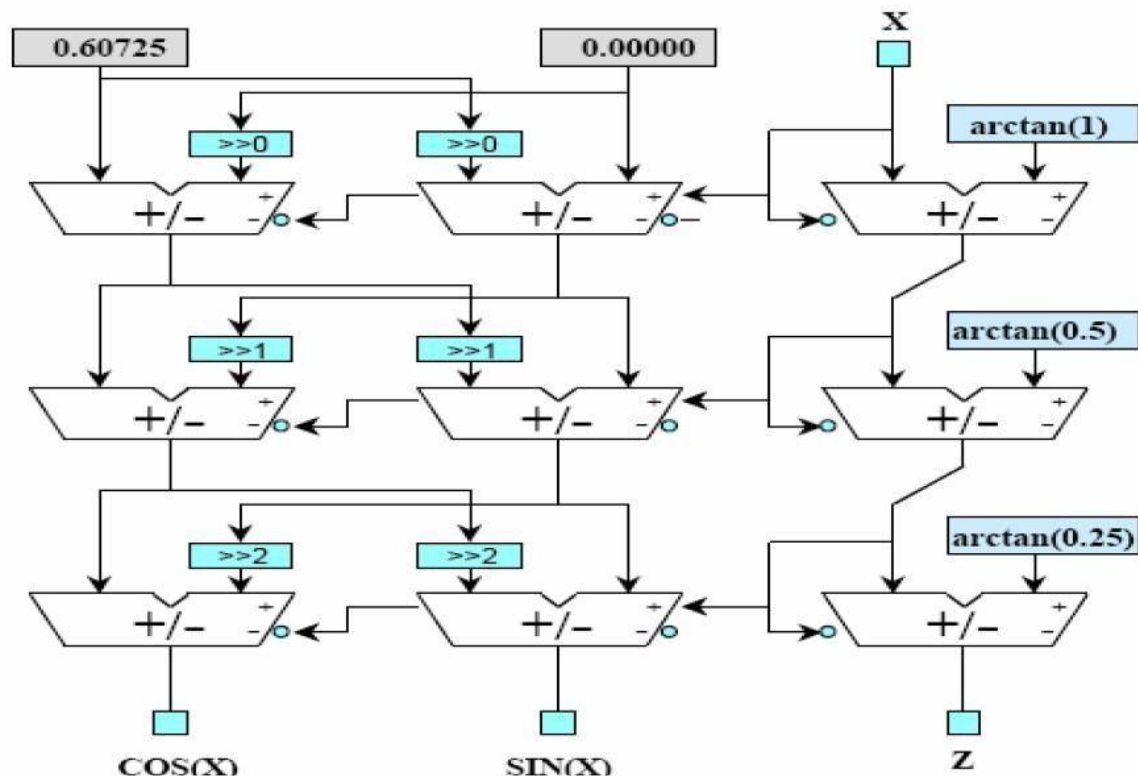 X
0.60725 0.00000
arctan(1)
>>0 >>0
+/- + - +/- + - +/- + -
arctan(0.5)
>>1 >>1
+/- + - +/- + - +/- + -
arctan(0.25)
>>2 >>2
+/- + - +/- + - +/- + -
COS(X) SIN(X) Z